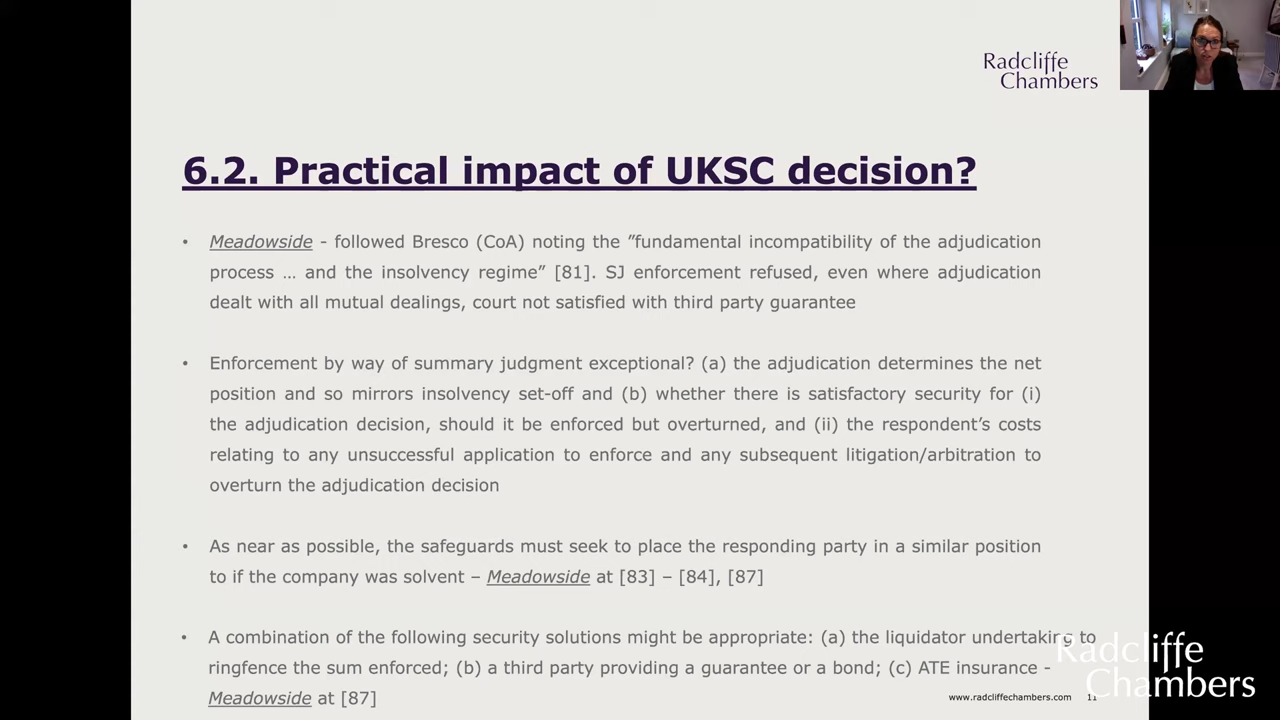 Radcliffe
Chambers
6.2. Practical impact of UKSC decision?
• Meadowside - followed Bresco (CoA) noting the ”fundamental incompatibility of the adjudication
process … and the insolvency regime” [81]. SJ enforcement refused, even where adjudication
dealt with all mutual dealings, court not satisfied with third party guarantee
• Enforcement by way of summary judgment exceptional? (a) the adjudication determines the net
position and so mirrors insolvency set-off and (b) whether there is satisfactory security for (i)
the adjudication decision, should it be enforced but overturned, and (ii) the respondent’s costs
relating to any unsuccessful application to enforce and any subsequent litigation/arbitration to
overturn the adjudication decision
• As near as possible, the safeguards must seek to place the responding party in a similar position
to if the company was solvent – Meadowside at [83] – [84], [87]
• A combination of the following security solutions might be appropriate: (a) the liquidator undertaking to
ringfence the sum enforced; (b) a third party providing a guarantee or a bond; (c) ATE insurance -
Meadowside at [87]
www.radcliffechambers.com 11
Radcliffe
Chambers